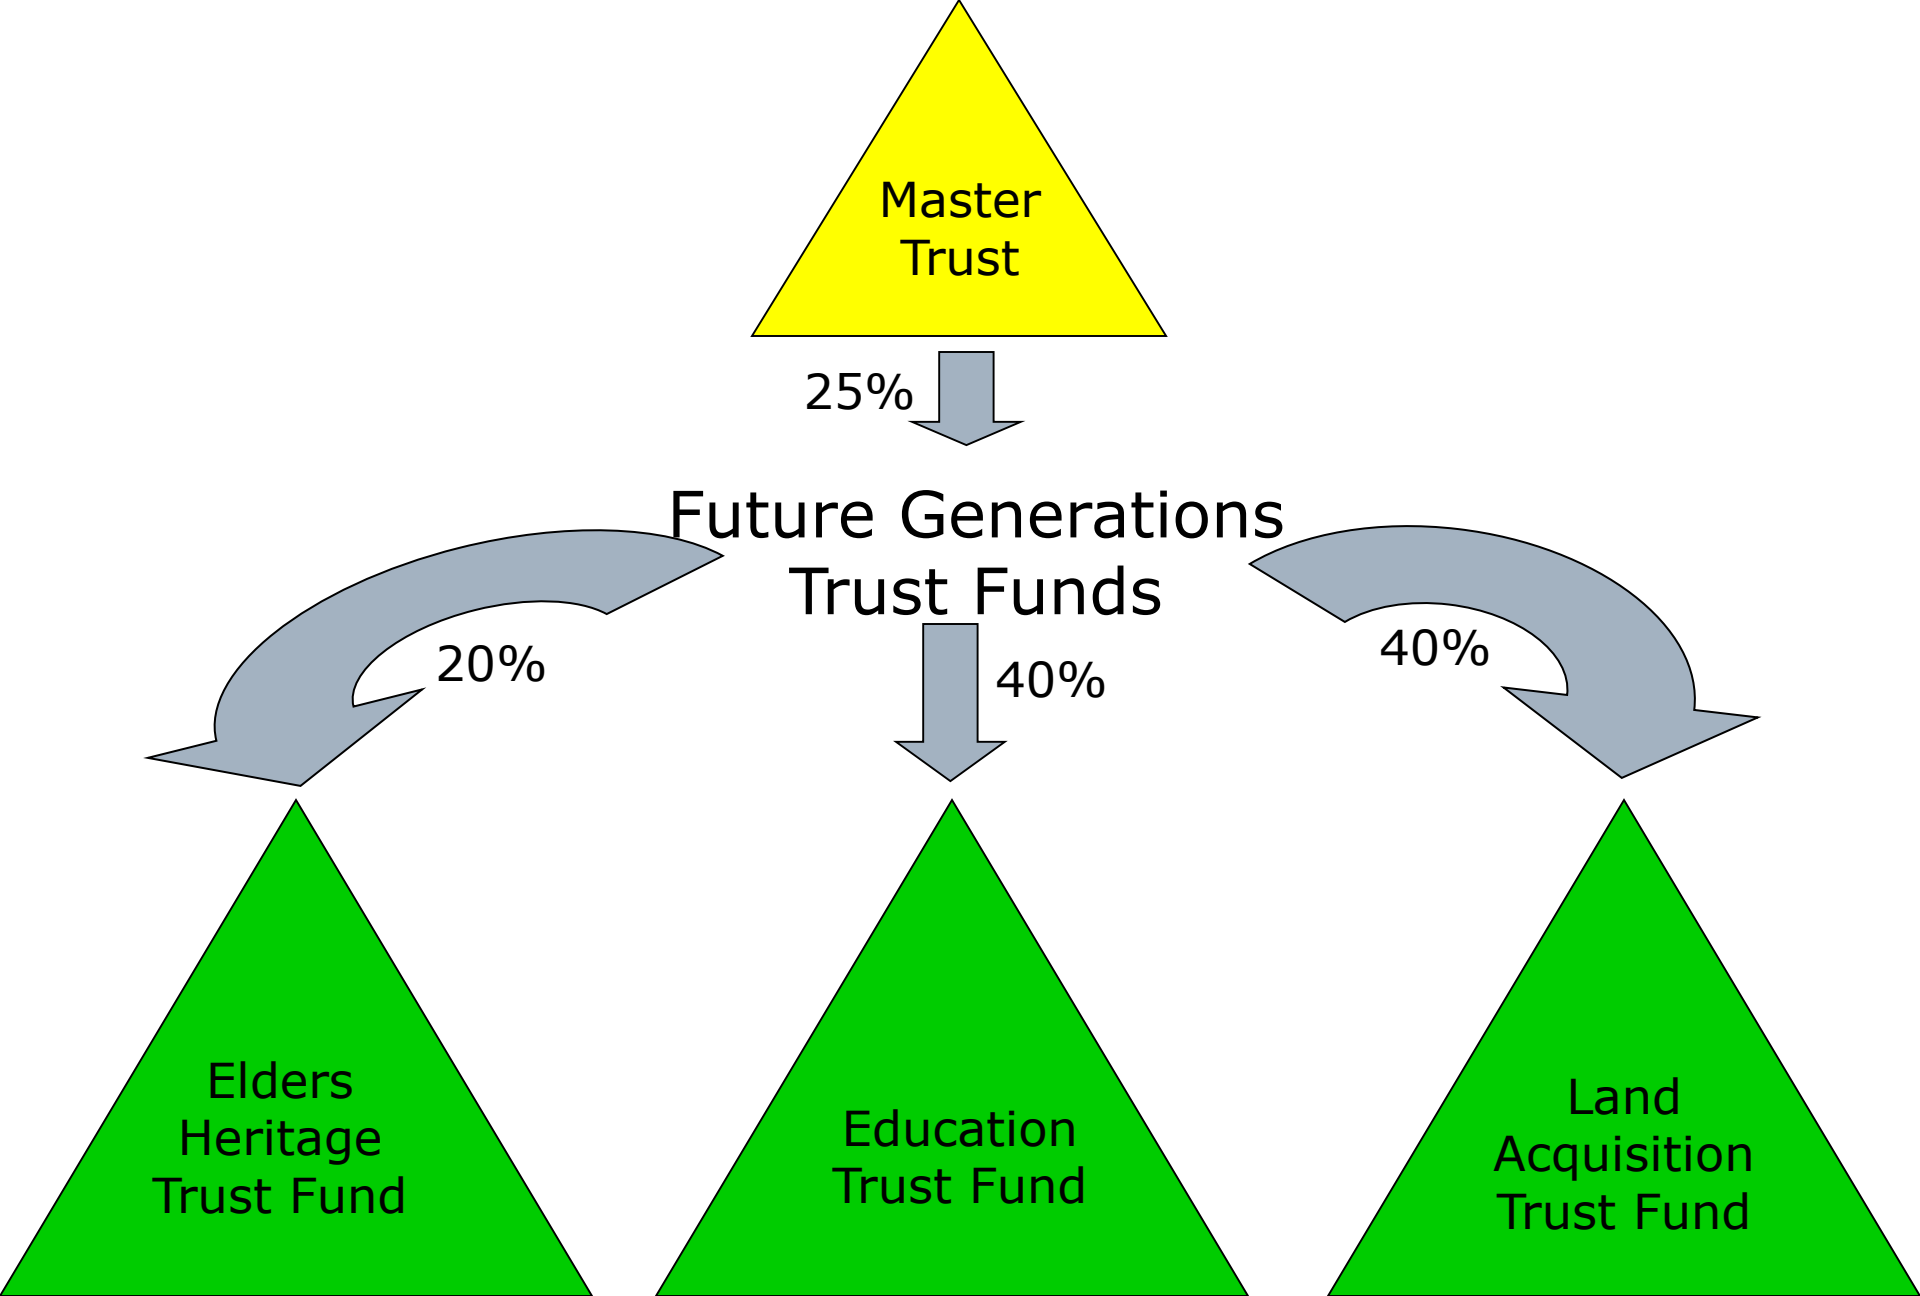 Master
Trust
25%
Future Generations
Trust Funds
20%
40%
40%
Elders
Heritage
Trust Fund
Education
Trust Fund
Land
Acquisition
Trust Fund